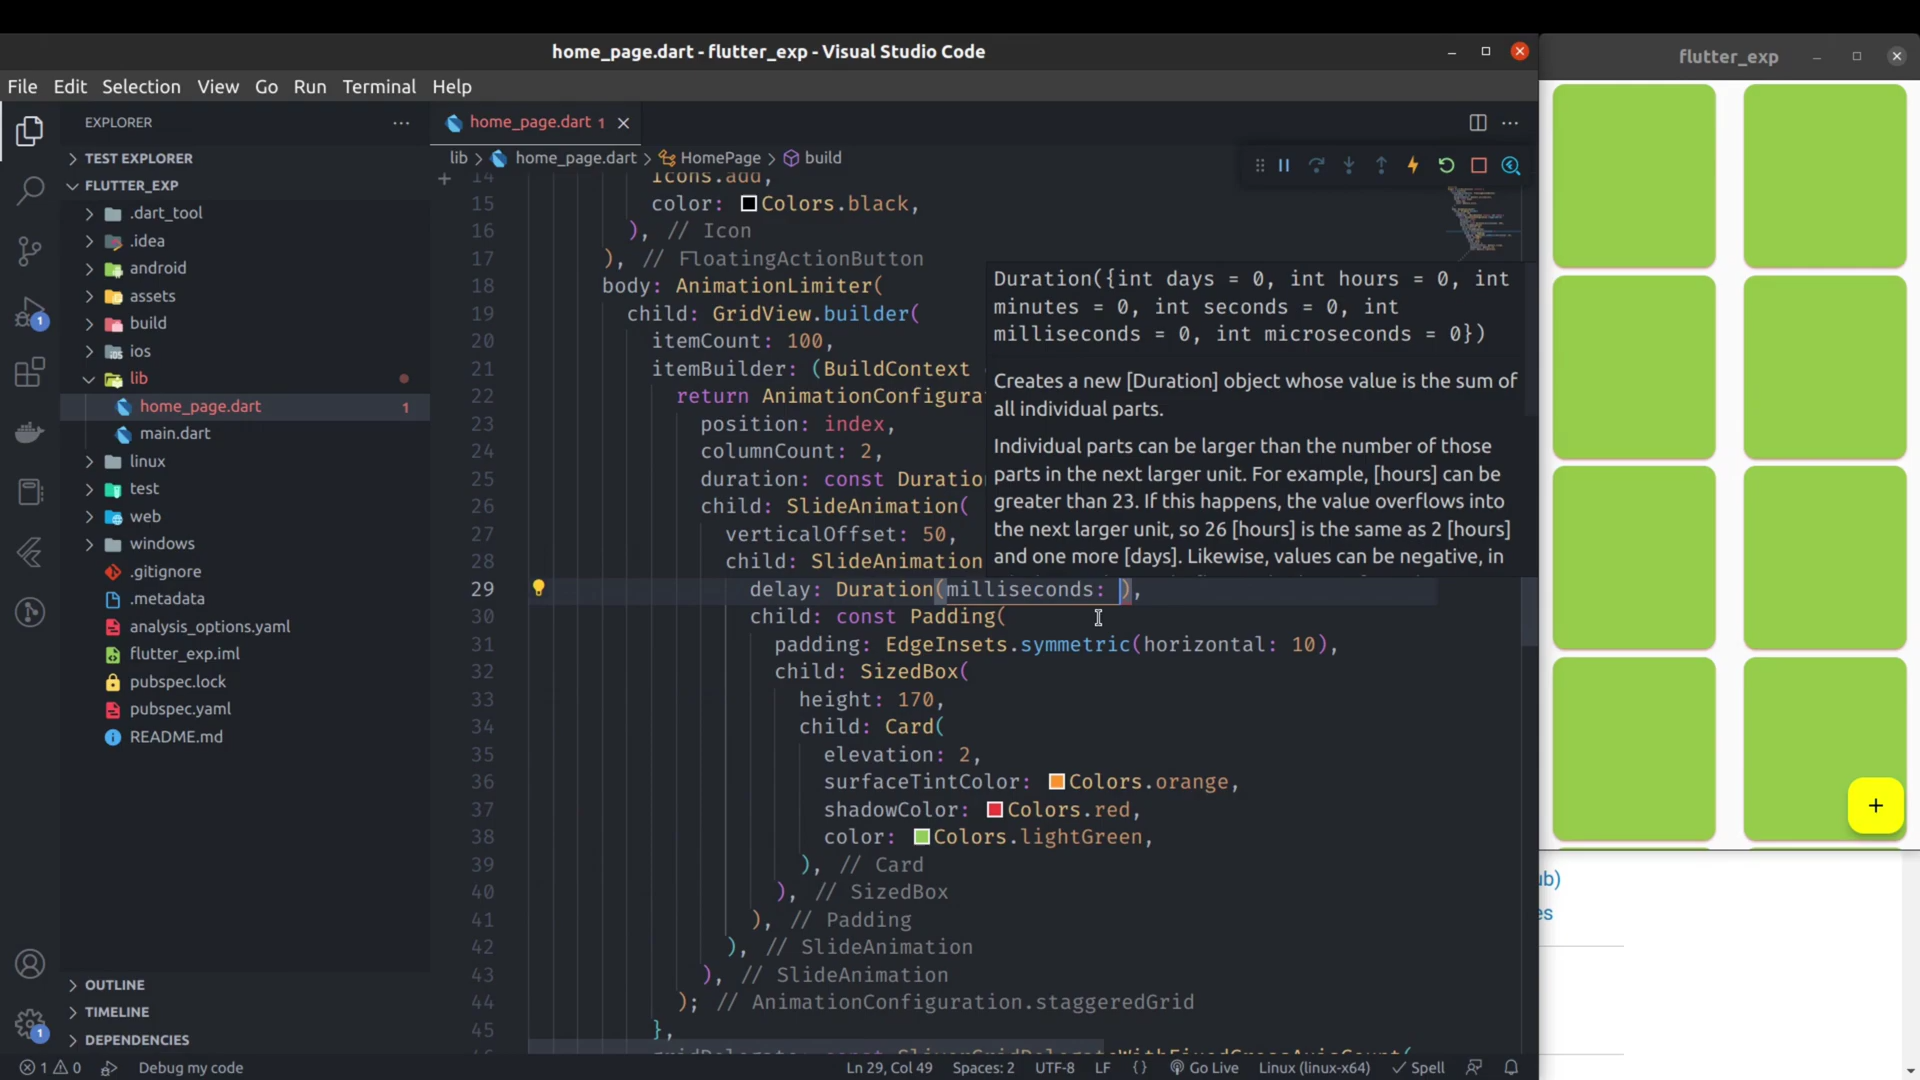 home_page.dart - flutter_exp - Visual Studio Code
flutter_exp
File Edit Selection View Go Run Terminal Help
EXPLORER
TEST EXPLORER
FLUTTER_EXP
.dart_tool
.idea
android
assets
build
ios
lib
home_page.dart 1
main.dart
linux
test
web
windows
.gitignore
.metadata
analysis_options.yaml
flutter_exp.iml
pubspec.lock
pubspec.yaml
README.md
OUTLINE
TIMELINE
DEPENDENCIES
1
1
home_page.dart 1
lib > home_page.dart > HomePage > build
14 Icons.add,
15 color: Colors.black,
16 ), // Icon
17 ), // FloatingActionButton
18 body: AnimationLimiter(
19 child: GridView.builder(
20 itemCount: 100,
21 itemBuilder: (BuildContext
22 return AnimationConfigura
23 position: index,
24 columnCount: 2,
25 duration: const Duratio
26 child: SlideAnimation(
27 verticalOffset: 50,
28 child: SlideAnimation
29 delay: Duration(milliseconds: ),
30 child: const Padding(
31 padding: EdgeInsets.symmetric(horizontal: 10),
32 child: SizedBox(
33 height: 170,
34 child: Card(
35 elevation: 2,
36 surfaceTintColor: Colors.orange,
37 shadowColor: Colors.red,
38 color: Colors.lightGreen,
39 ), // Card
40 ), // SizedBox
41 ), // Padding
42 ), // SlideAnimation
43 ), // SlideAnimation
44 ); // AnimationConfiguration.staggeredGrid
45 },
gridDelegate: const SliverGridDelegateWithFixedCrossAxisCount(
Duration({int days = 0, int hours = 0, int
minutes = 0, int seconds = 0, int
milliseconds = 0, int microseconds = 0})
Creates a new [Duration] object whose value is the sum of
all individual parts.
Individual parts can be larger than the number of those
parts in the next larger unit. For example, [hours] can be
greater than 23. If this happens, the value overflows into
the next larger unit, so 26 [hours] is the same as 2 [hours]
and one more [days]. Likewise, values can be negative, in
ub)
es
1 0 Debug my code Ln 29, Col 49 Spaces: 2 UTF-8 LF {} Go Live Linux (linux-x64) Spell